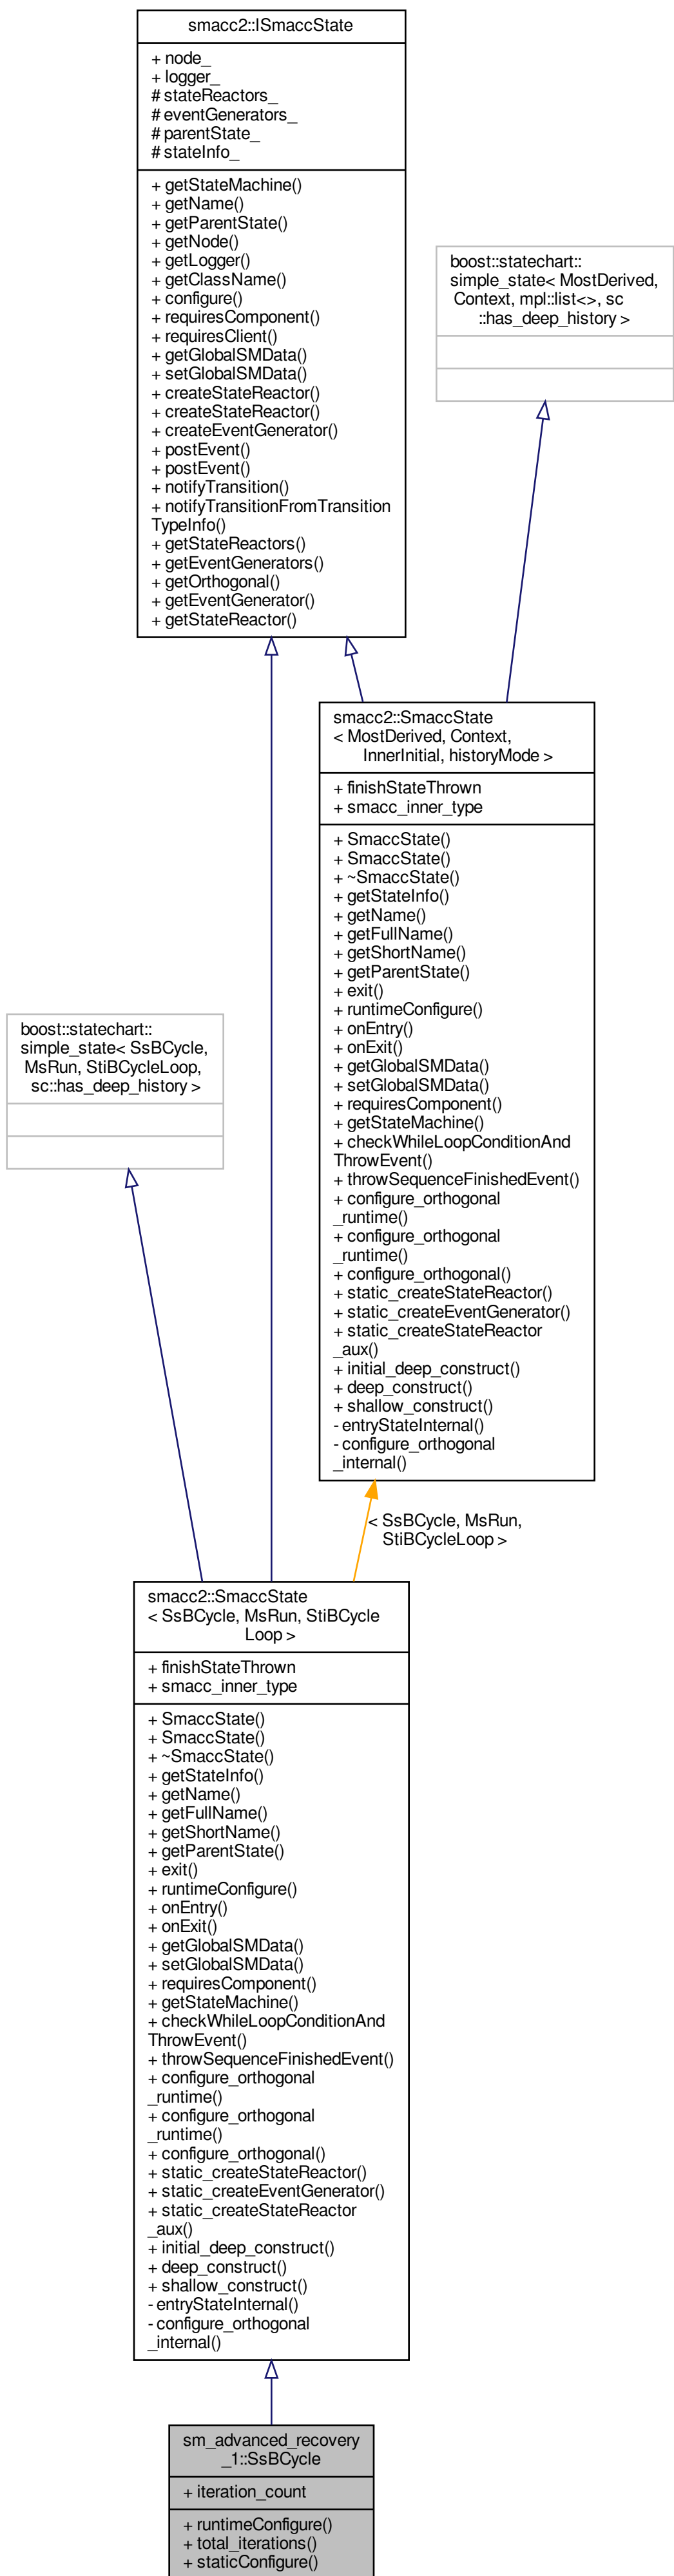 smacc2::ISmaccState
+ node_
+ logger_
# stateReactors_
# eventGenerators_
# parentState_
# stateInfo_
+ getStateMachine()
+ getName()
+ getParentState()
+ getNode()
+ getLogger()
+ getClassName()
+ configure()
+ requiresComponent()
+ requiresClient()
+ getGlobalSMData()
+ setGlobalSMData()
+ createStateReactor()
+ createStateReactor()
+ createEventGenerator()
+ postEvent()
+ postEvent()
+ notifyTransition()
+ notifyTransitionFromTransition
TypeInfo()
+ getStateReactors()
+ getEventGenerators()
+ getOrthogonal()
+ getEventGenerator()
+ getStateReactor()
boost::statechart::
simple_state< MostDerived,
Context, mpl::list<>, sc
::has_deep_history >
smacc2::SmaccState
< MostDerived, Context,
InnerInitial, historyMode >
+ finishStateThrown
+ smacc_inner_type
+ SmaccState()
+ SmaccState()
+ ~SmaccState()
+ getStateInfo()
+ getName()
+ getFullName()
+ getShortName()
+ getParentState()
+ exit()
+ runtimeConfigure()
+ onEntry()
+ onExit()
+ getGlobalSMData()
+ setGlobalSMData()
+ requiresComponent()
+ getStateMachine()
+ checkWhileLoopConditionAnd
ThrowEvent()
+ throwSequenceFinishedEvent()
+ configure_orthogonal
_runtime()
+ configure_orthogonal
_runtime()
+ configure_orthogonal()
+ static_createStateReactor()
+ static_createEventGenerator()
+ static_createStateReactor
_aux()
+ initial_deep_construct()
+ deep_construct()
+ shallow_construct()
- entryStateInternal()
- configure_orthogonal
_internal()
boost::statechart::
simple_state< SsBCycle,
MsRun, StiBCycleLoop,
sc::has_deep_history >
< SsBCycle, MsRun,
StiBCycleLoop >
smacc2::SmaccState
< SsBCycle, MsRun, StiBCycle
Loop >
+ finishStateThrown
+ smacc_inner_type
+ SmaccState()
+ SmaccState()
+ ~SmaccState()
+ getStateInfo()
+ getName()
+ getFullName()
+ getShortName()
+ getParentState()
+ exit()
+ runtimeConfigure()
+ onEntry()
+ onExit()
+ getGlobalSMData()
+ setGlobalSMData()
+ requiresComponent()
+ getStateMachine()
+ checkWhileLoopConditionAnd
ThrowEvent()
+ throwSequenceFinishedEvent()
+ configure_orthogonal
_runtime()
+ configure_orthogonal
_runtime()
+ configure_orthogonal()
+ static_createStateReactor()
+ static_createEventGenerator()
+ static_createStateReactor
_aux()
+ initial_deep_construct()
+ deep_construct()
+ shallow_construct()
- entryStateInternal()
- configure_orthogonal
_internal()
sm_advanced_recovery
_1::SsBCycle
+ iteration_count
+ runtimeConfigure()
+ total_iterations()
+ staticConfigure()